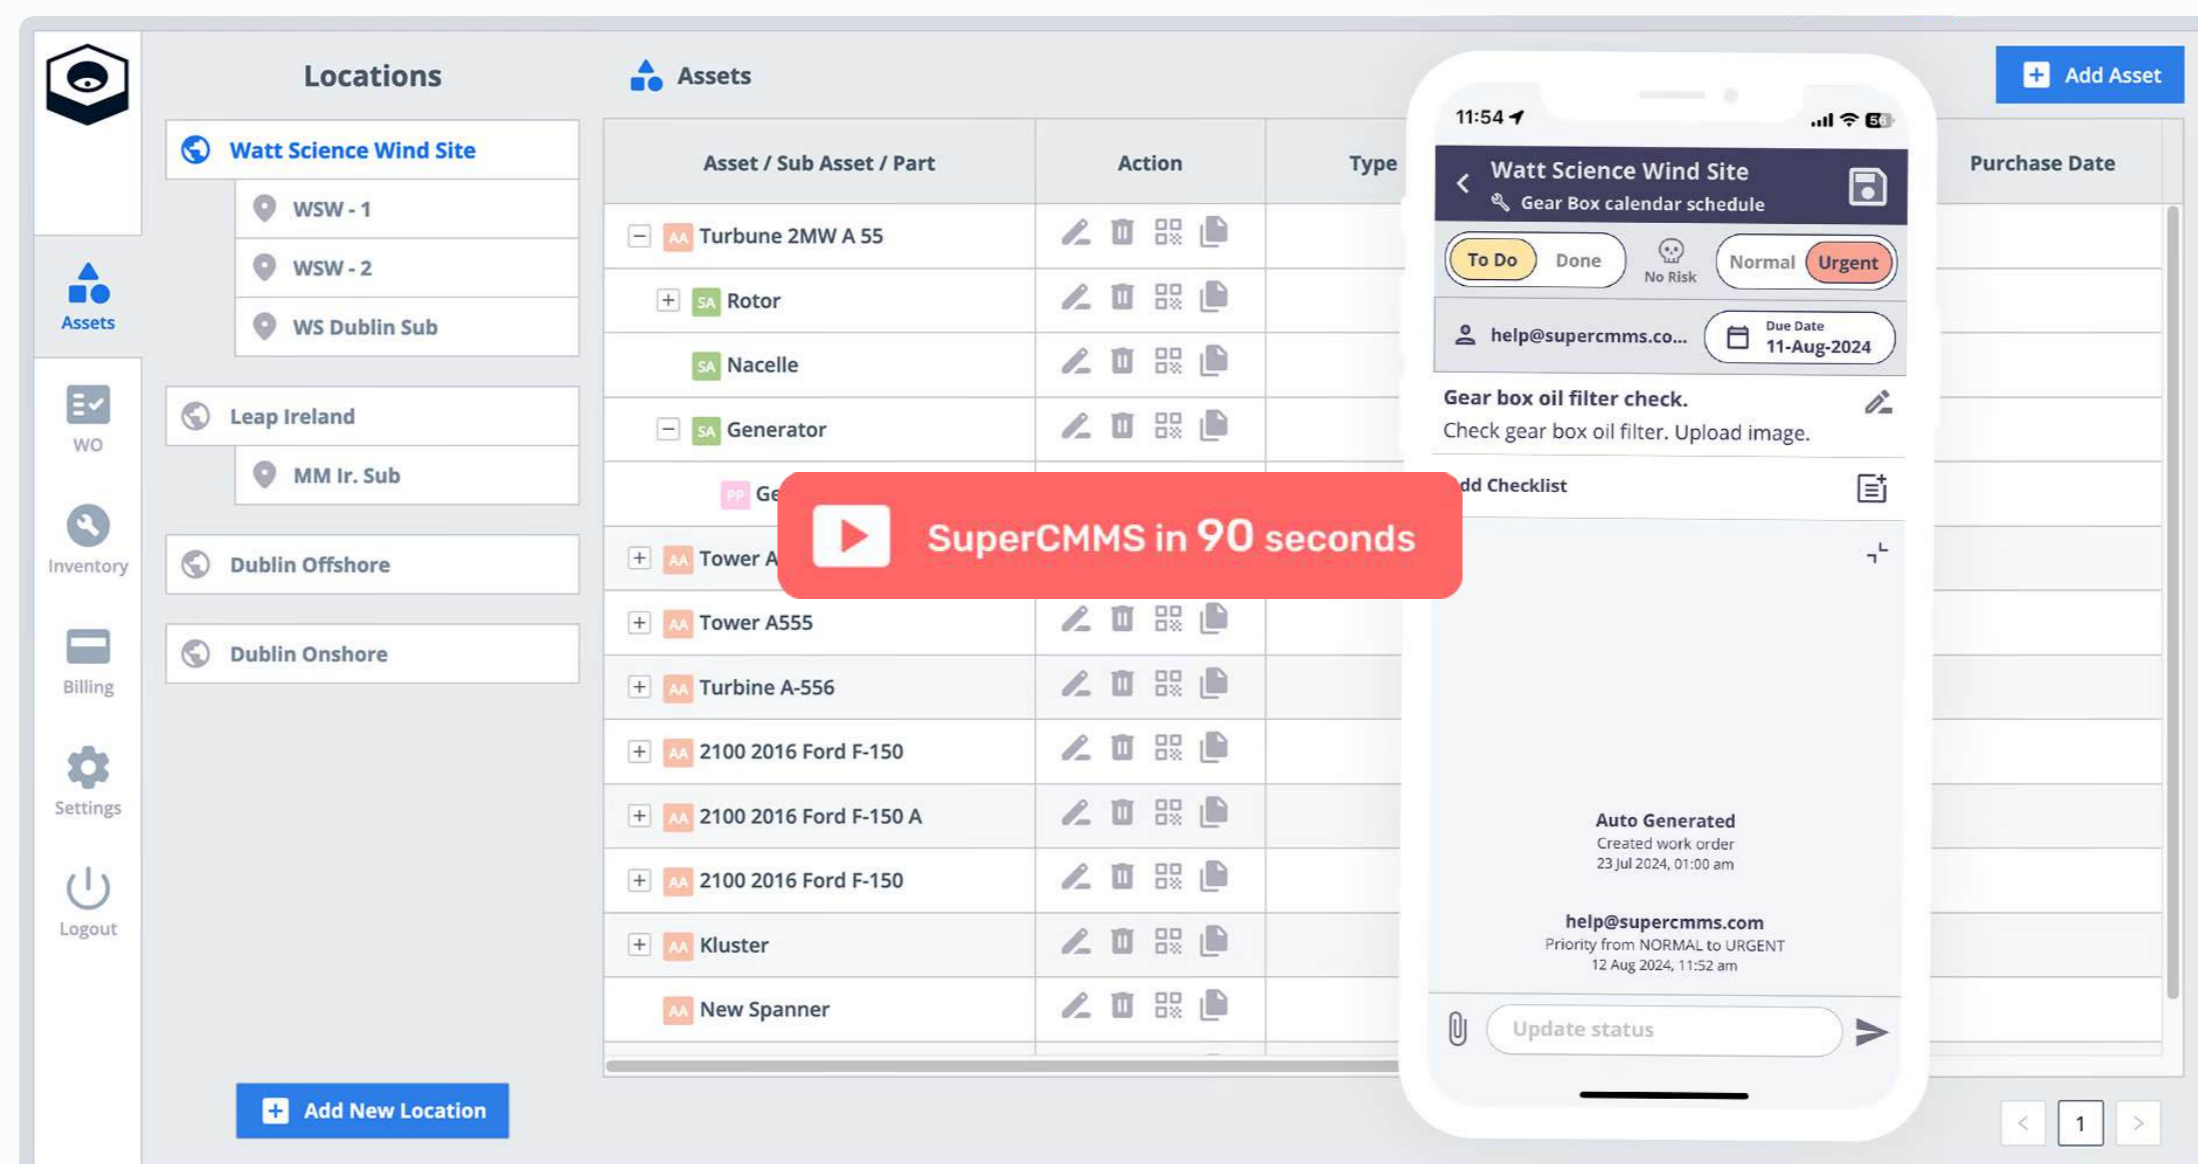 Locations
Assets
Add Asset
Watt Science Wind Site
WSW - 1
WSW - 2
WS Dublin Sub
Leap Ireland
MM Ir. Sub
Dublin Offshore
Dublin Onshore
Add New Location
Assets
WO
Inventory
Billing
Settings
Logout
Asset / Sub Asset / Part
Action
Type
Purchase Date
AA Turbune 2MW A 55
SA Rotor
SA Nacelle
SA Generator
PP Ge
AA Tower A
AA Tower A555
AA Turbine A-556
AA 2100 2016 Ford F-150
AA 2100 2016 Ford F-150 A
AA 2100 2016 Ford F-150
AA Kluster
AA New Spanner
SuperCMMS in 90 seconds
11:54
56
Watt Science Wind Site
Gear Box calendar schedule
To Do
Done
No Risk
Normal
Urgent
help@supercmms.co...
Due Date
11-Aug-2024
Gear box oil filter check.
Check gear box oil filter. Upload image.
dd Checklist
Auto Generated
Created work order
23 Jul 2024, 01:00 am
help@supercmms.com
Priority from NORMAL to URGENT
12 Aug 2024, 11:52 am
Update status
< 1 >